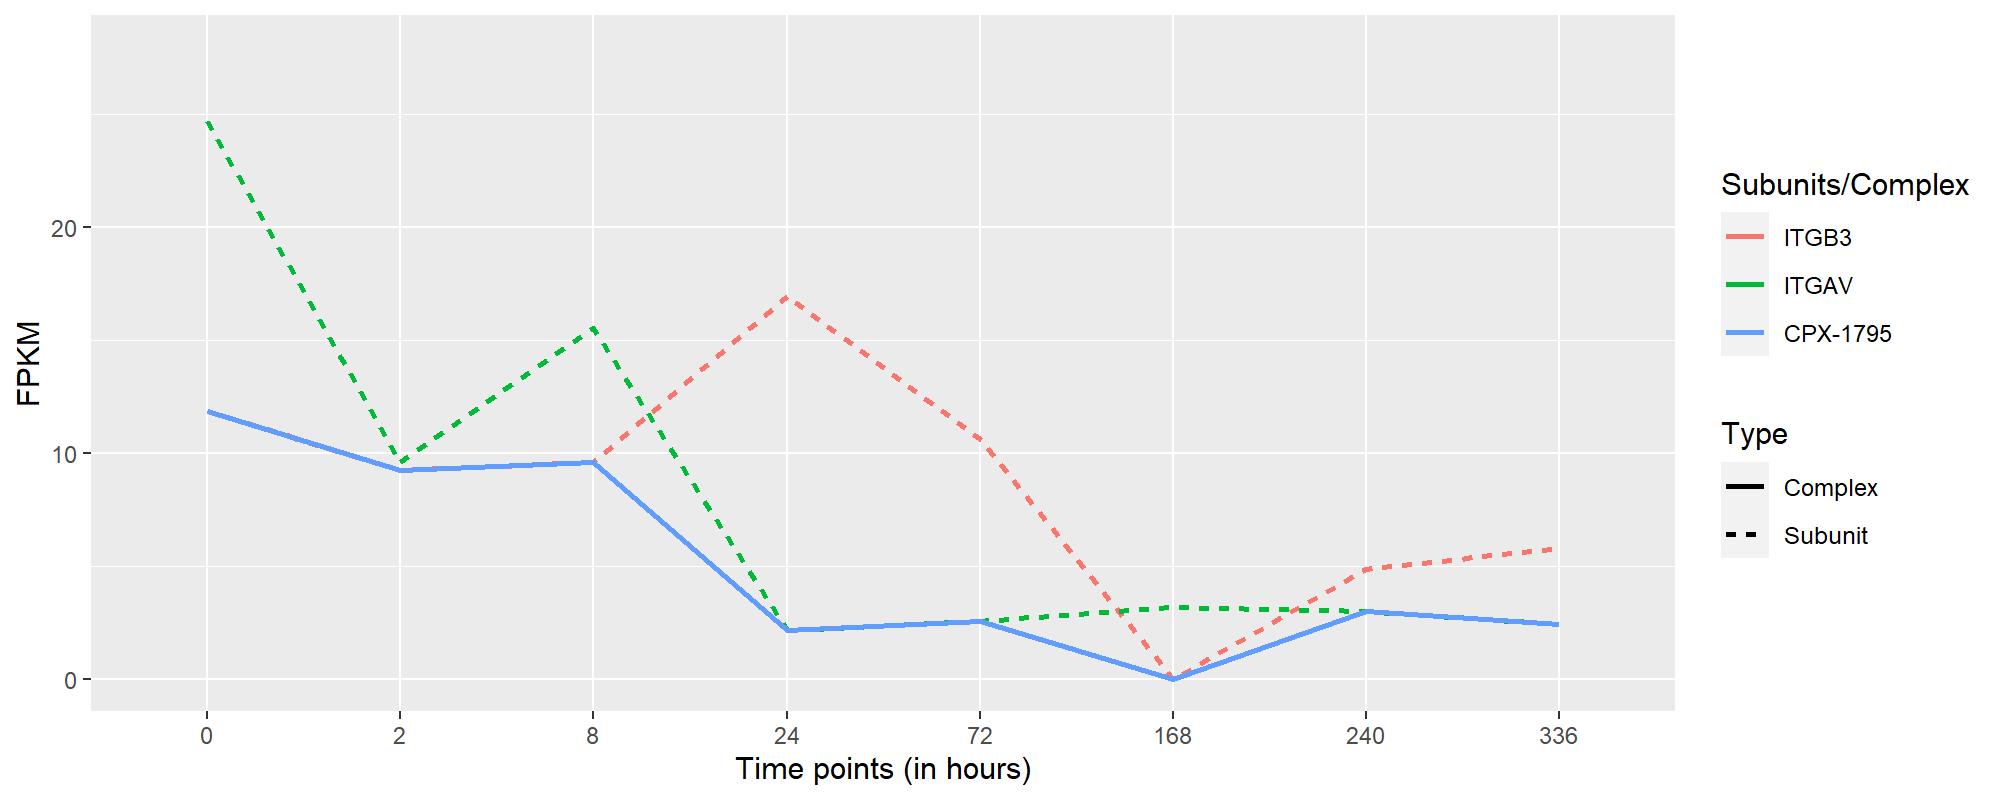 FPKM
20
10
0
0 2 8 24 72 168 240 336
Time points (in hours)
Subunits/Complex
ITGB3
ITGAV
CPX-1795
Type
Complex
Subunit